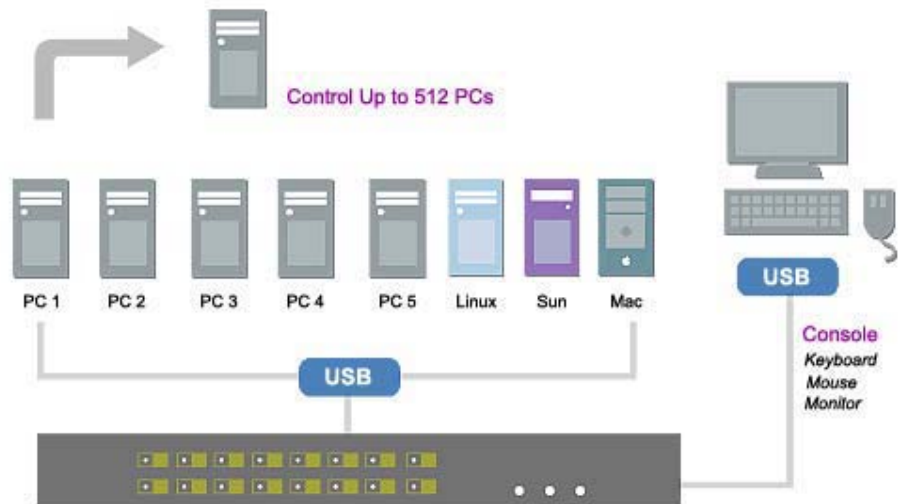 Control Up to 512 PCs
PC 1 PC 2 PC 3 PC 4 PC 5 Linux Sun Mac
USB
Console
Keyboard
Mouse
Monitor
USB